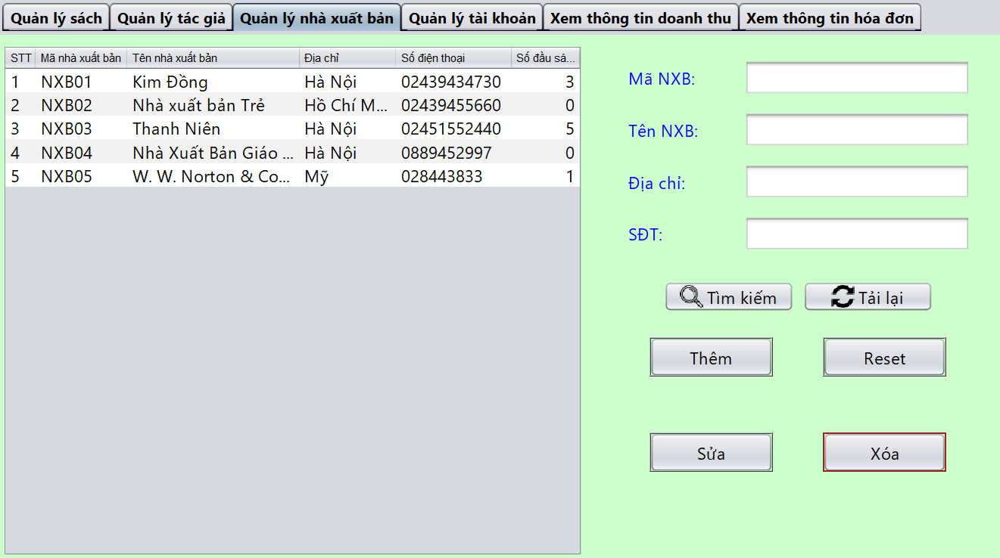 Quản lý sách Quản lý tác giả Quản lý nhà xuất bản Quản lý tài khoản Xem thông tin doanh thu Xem thông tin hóa đơn
STT Mã nhà xuất bản Tên nhà xuất bản Địa chỉ Số điện thoại Số đầu sá...
1 NXB01 Kim Đồng Hà Nội 02439434730 3
2 NXB02 Nhà xuất bản Trẻ Hồ Chí M... 02439455660 0
3 NXB03 Thanh Niên Hà Nội 02451552440 5
4 NXB04 Nhà Xuất Bản Giáo ... Hà Nội 0889452997 0
5 NXB05 W. W. Norton & Co... Mỹ 028443833 1
Mã NXB:
Tên NXB:
Địa chỉ:
SĐT:
Tìm kiếm Tải lại
Thêm Reset
Sửa Xóa